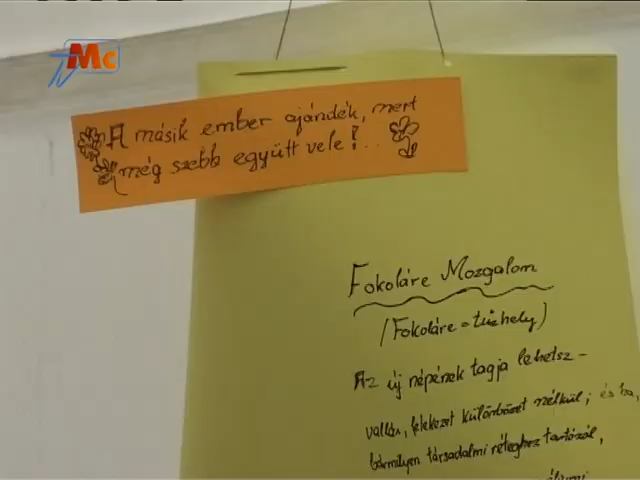 Mc
A másik ember ajándék, mert
még szebb együtt vele!..
Fokoláre Mozgalom
(Fokoláre = tűzhely)
Az új népének tagja lehetsz -
vallás, felekezet különbözet nélkül; és ha,
bármilyen társadalmi réteghez tartozol,